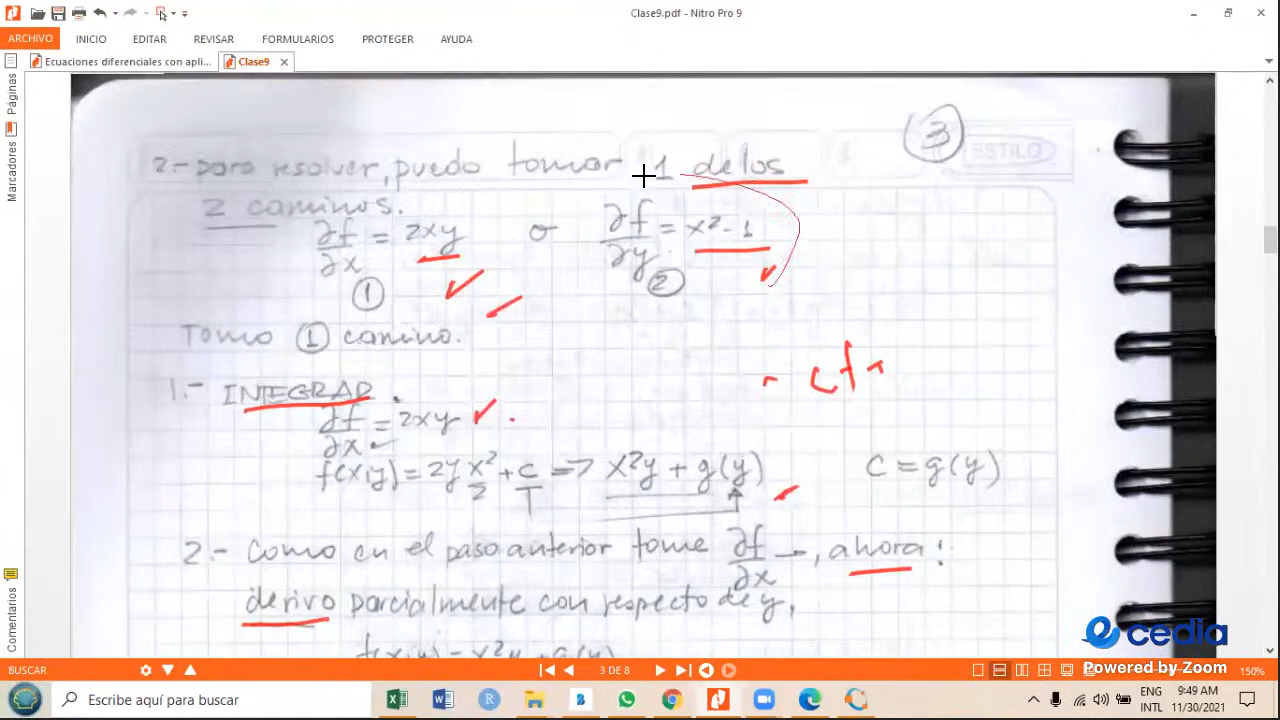 Clase9.pdf - Nitro Pro 9
ARCHIVO INICIO EDITAR REVISAR FORMULARIOS PROTEGER AYUDA
Ecuaciones diferenciales con apli... Clase9
Páginas
Marcadores
Comentarios
3
ESTILO
2.- para resolver, puedo tomar 1 de los
2 caminos.
∂f/∂x = 2xy o ∂f/∂y = x²-1
① ②
Tomo ① camino.
1.- INTEGRAR.
∂f/∂x = 2xy
f(x,y) = 2yx² + c => x²y + g(y) c = g(y)
2.- Como en el paso anterior tome ∂f/∂x →, ahora:
derivo parcialmente con respecto de y,
cedia
Powered by Zoom
BUSCAR 3 DE 8 150%
Escribe aquí para buscar
ENG
INTL
9:49 AM
11/30/2021